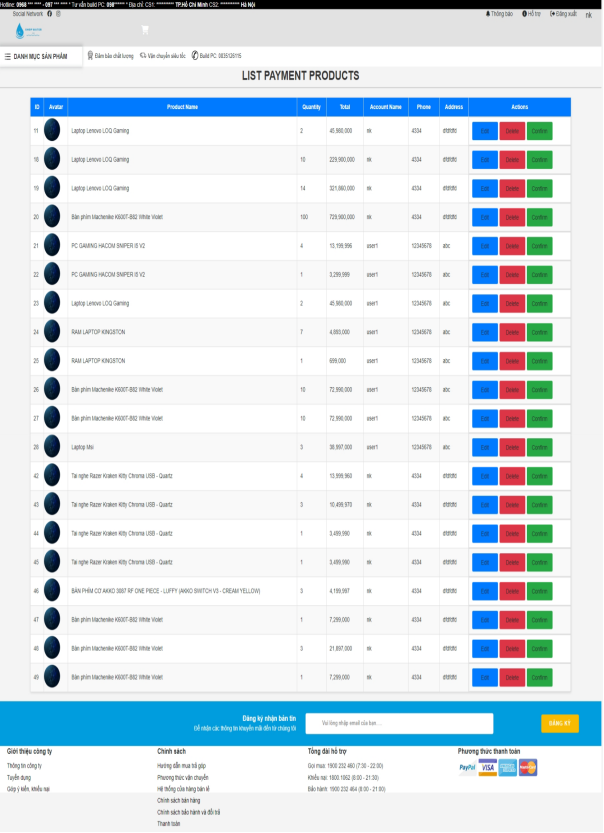 Hotline: 0968 *** **** - 097 *** **** * Tư vấn build PC: 098******* * Địa chỉ: CS1: ********** TP.Hồ Chí Minh CS2: ********** Hà Nội
Social Network
Thông báo Hỗ trợ Đăng xuất nk
DANH MỤC SẢN PHẨM Đảm bảo chất lượng Vận chuyển siêu tốc Build PC: 0835126115
LIST PAYMENT PRODUCTS
ID Avatar Product Name Quantity Total Account Name Phone Address Actions
11 Laptop Lenovo LOQ Gaming 2 45,980,000 nk 4334 dfdfdfd Edit Delete Confirm
18 Laptop Lenovo LOQ Gaming 10 229,900,000 nk 4334 dfdfdfd Edit Delete Confirm
19 Laptop Lenovo LOQ Gaming 14 321,860,000 nk 4334 dfdfdfd Edit Delete Confirm
20 Bàn phím Machenike K600T-B82 White Violet 100 729,900,000 nk 4334 dfdfdfd Edit Delete Confirm
21 PC GAMING HACOM SNIPER I5 V2 4 13,199,996 user1 12345678 abc Edit Delete Confirm
22 PC GAMING HACOM SNIPER I5 V2 1 3,299,999 user1 12345678 abc Edit Delete Confirm
23 Laptop Lenovo LOQ Gaming 2 45,980,000 user1 12345678 abc Edit Delete Confirm
24 RAM LAPTOP KINGSTON 7 4,893,000 user1 12345678 abc Edit Delete Confirm
25 RAM LAPTOP KINGSTON 1 699,000 user1 12345678 abc Edit Delete Confirm
26 Bàn phím Machenike K600T-B82 White Violet 10 72,990,000 user1 12345678 abc Edit Delete Confirm
27 Bàn phím Machenike K600T-B82 White Violet 10 72,990,000 user1 12345678 abc Edit Delete Confirm
28 Laptop Msi 3 38,997,000 user1 12345678 abc Edit Delete Confirm
42 Tai nghe Razer Kraken Kitty Chroma USB - Quartz 4 13,999,960 nk 4334 dfdfdfd Edit Delete Confirm
43 Tai nghe Razer Kraken Kitty Chroma USB - Quartz 3 10,499,970 nk 4334 dfdfdfd Edit Delete Confirm
44 Tai nghe Razer Kraken Kitty Chroma USB - Quartz 1 3,499,990 nk 4334 dfdfdfd Edit Delete Confirm
45 Tai nghe Razer Kraken Kitty Chroma USB - Quartz 1 3,499,990 nk 4334 dfdfdfd Edit Delete Confirm
46 BÀN PHÍM CƠ AKKO 3087 RF ONE PIECE - LUFFY (AKKO SWITCH V3 - CREAM YELLOW) 3 4,199,997 nk 4334 dfdfdfd Edit Delete Confirm
47 Bàn phím Machenike K600T-B82 White Violet 1 7,299,000 nk 4334 dfdfdfd Edit Delete Confirm
48 Bàn phím Machenike K600T-B82 White Violet 3 21,897,000 nk 4334 dfdfdfd Edit Delete Confirm
49 Bàn phím Machenike K600T-B82 White Violet 1 7,299,000 nk 4334 dfdfdfd Edit Delete Confirm
Đăng ký nhận bản tin
Để nhận các thông tin khuyến mãi đến từ chúng tôi
Vui lòng nhập email của bạn ...
ĐĂNG KÝ
Giới thiệu công ty
Thông tin công ty
Tuyển dụng
Góp ý kiến, khiếu nại
Chính sách
Hướng dẫn mua trả góp
Phương thức vận chuyển
Hệ thống cửa hàng bán lẻ
Chính sách bán hàng
Chính sách bảo hành và đổi trả
Thanh toán
Tổng đài hỗ trợ
Gọi mua: 1900 232 460 (7:30 - 22:00)
Khiếu nại: 1800.1062 (8:00 - 21:30)
Bảo hành: 1900 232 464 (8:00 - 21:00)
Phương thức thanh toán
PayPal VISA